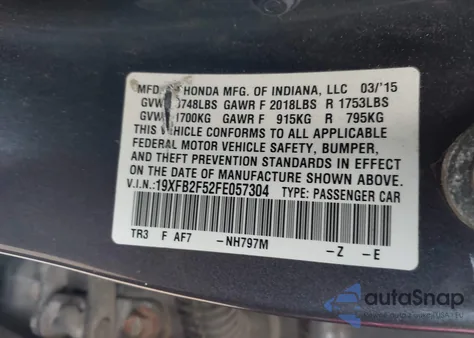 MFD. BY HONDA MFG. OF INDIANA, LLC 03/'15
GVWR 3748LBS GAWR F 2018LBS R 1753LBS
GVWR 1700KG GAWR F 915KG R 795KG
THIS VEHICLE CONFORMS TO ALL APPLICABLE
FEDERAL MOTOR VEHICLE SAFETY, BUMPER,
AND THEFT PREVENTION STANDARDS IN EFFECT
ON THE DATE OF MANUFACTURE SHOWN ABOVE.
V.I.N.:19XFB2F52FE057304 TYPE: PASSENGER CAR
TR3 F AF7 -NH797M -Z -E
autoSnap